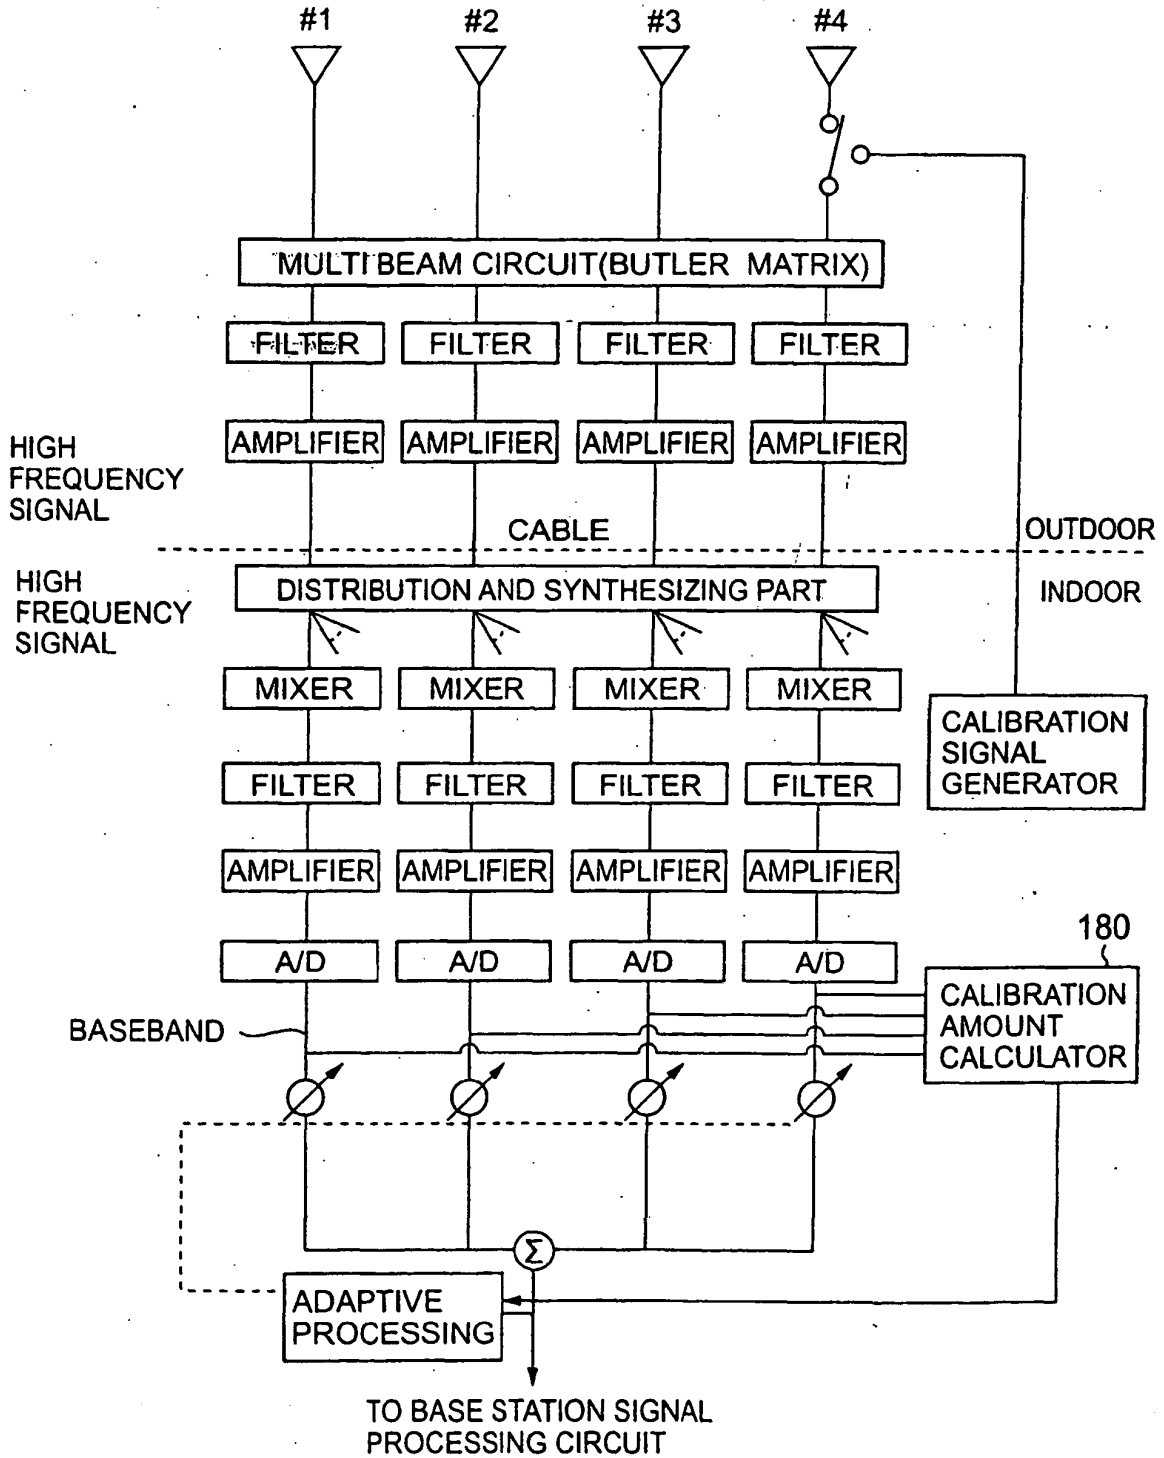 #1 #2 #3 #4
MULTI BEAM CIRCUIT(BUTLER MATRIX)
FILTER FILTER FILTER FILTER
AMPLIFIER AMPLIFIER AMPLIFIER AMPLIFIER
HIGH
FREQUENCY
SIGNAL
CABLE
OUTDOOR
HIGH
FREQUENCY
SIGNAL
DISTRIBUTION AND SYNTHESIZING PART
INDOOR
MIXER MIXER MIXER MIXER
CALIBRATION
SIGNAL
GENERATOR
FILTER FILTER FILTER FILTER
AMPLIFIER AMPLIFIER AMPLIFIER AMPLIFIER
A/D A/D A/D A/D
180
CALIBRATION
AMOUNT
CALCULATOR
BASEBAND
Σ
ADAPTIVE
PROCESSING
TO BASE STATION SIGNAL
PROCESSING CIRCUIT